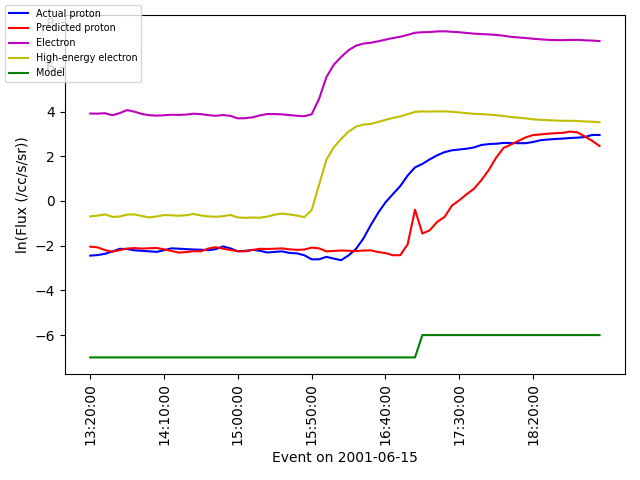 Actual proton
Predicted proton
Electron
High-energy electron
Model
ln(Flux (/cc/s/sr))
4
2
0
−2
−4
−6
13:20:00
14:10:00
15:00:00
15:50:00
16:40:00
17:30:00
18:20:00
Event on 2001-06-15